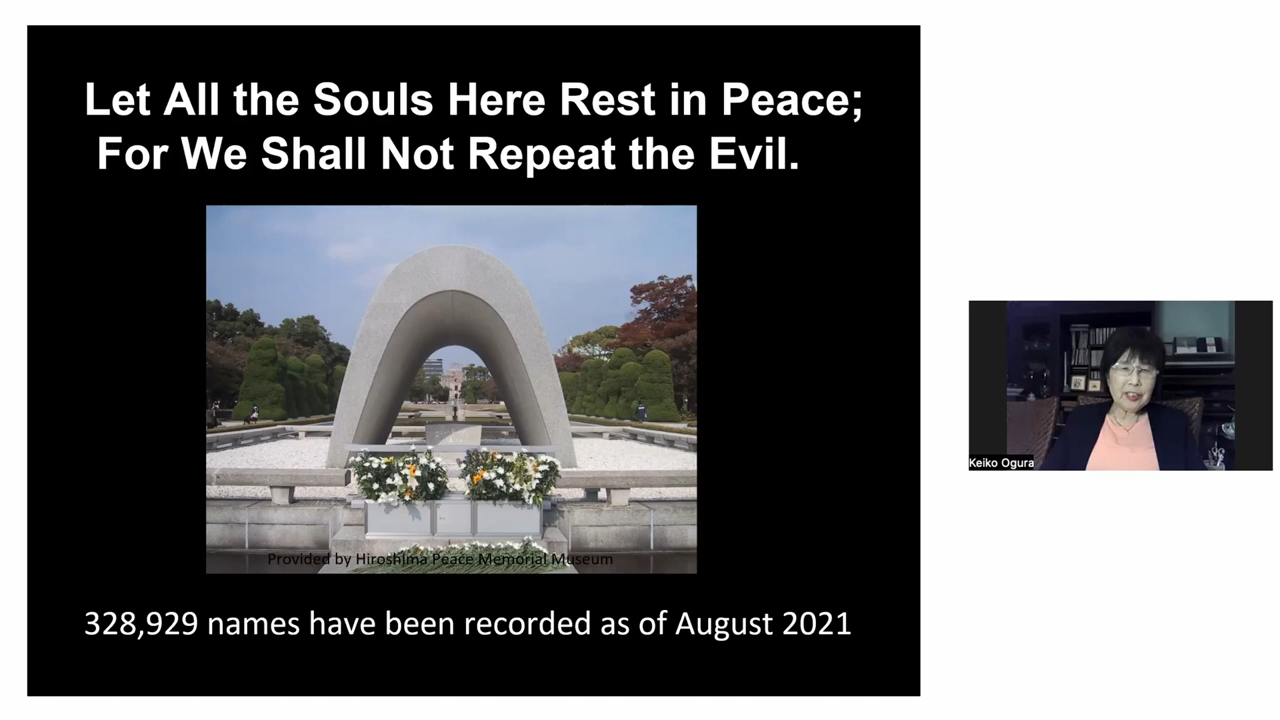 Let All the Souls Here Rest in Peace;
For We Shall Not Repeat the Evil.
Provided by Hiroshima Peace Memorial Museum
328,929 names have been recorded as of August 2021
Keiko Ogura